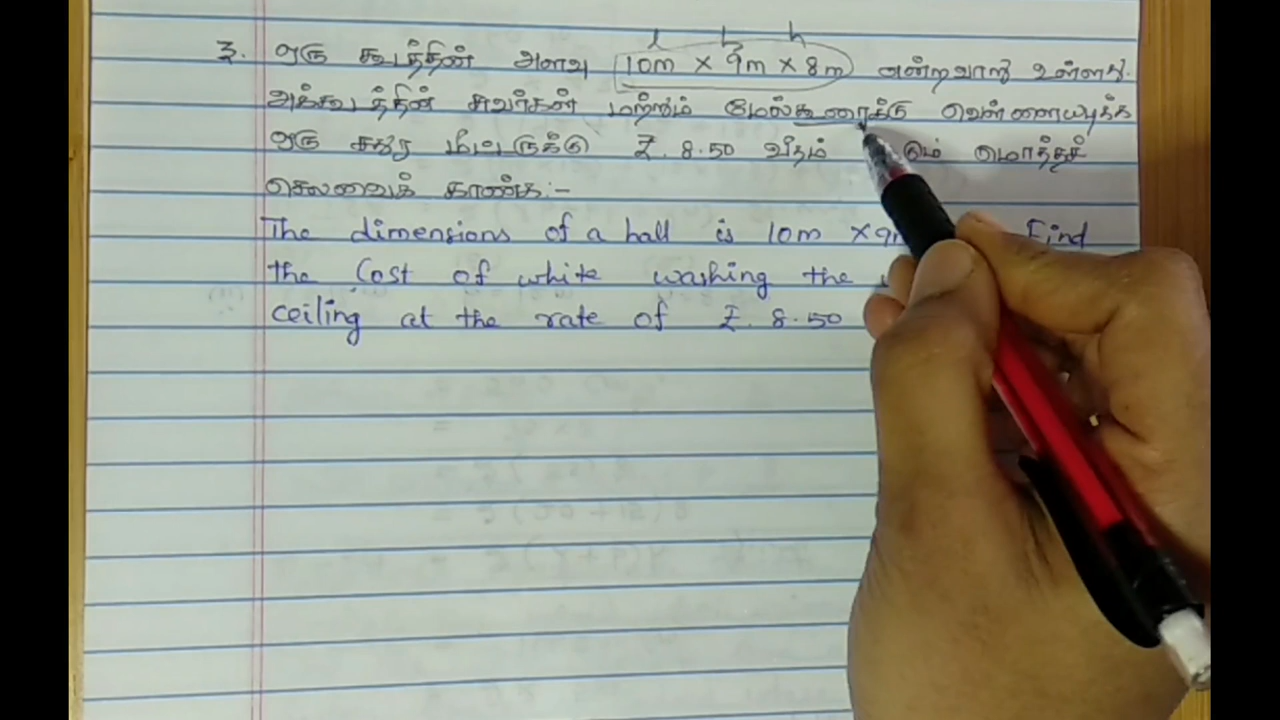 l b h
3. ஒரு கூடத்தின் அளவு 10m × 9m × 8m என்றவாறு உள்ளது.
அக்கூடத்தின் சுவர்கள் மற்றும் மேல்கூரைக்கு வெள்ளையடிக்க
ஒரு சதுர மீட்டருக்கு ₹. 8.50 வீதம் மொத்தச்
செலவைக் காண்க:-
The dimensions of a hall is 10m × 9m Find
the Cost of white washing the
ceiling at the rate of ₹. 8.50